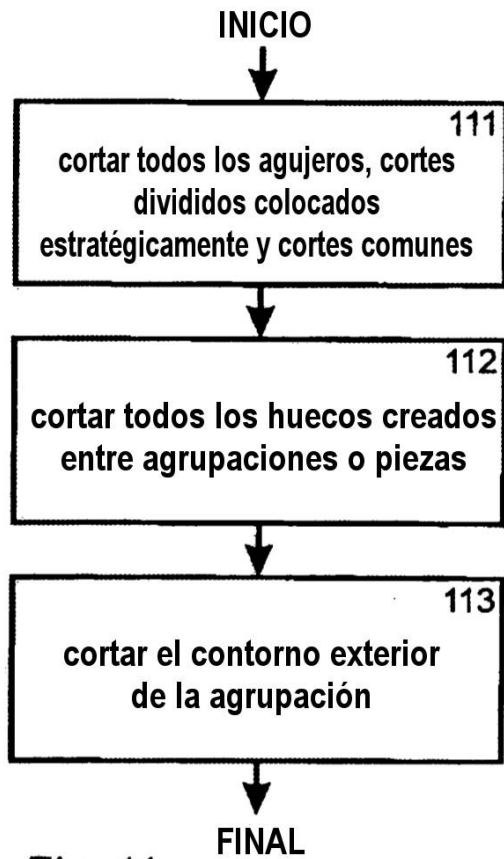 INICIO
111
cortar todos los agujeros, cortes
divididos colocados
estratégicamente y cortes comunes
112
cortar todos los huecos creados
entre agrupaciones o piezas
113
cortar el contorno exterior
de la agrupación
FINAL